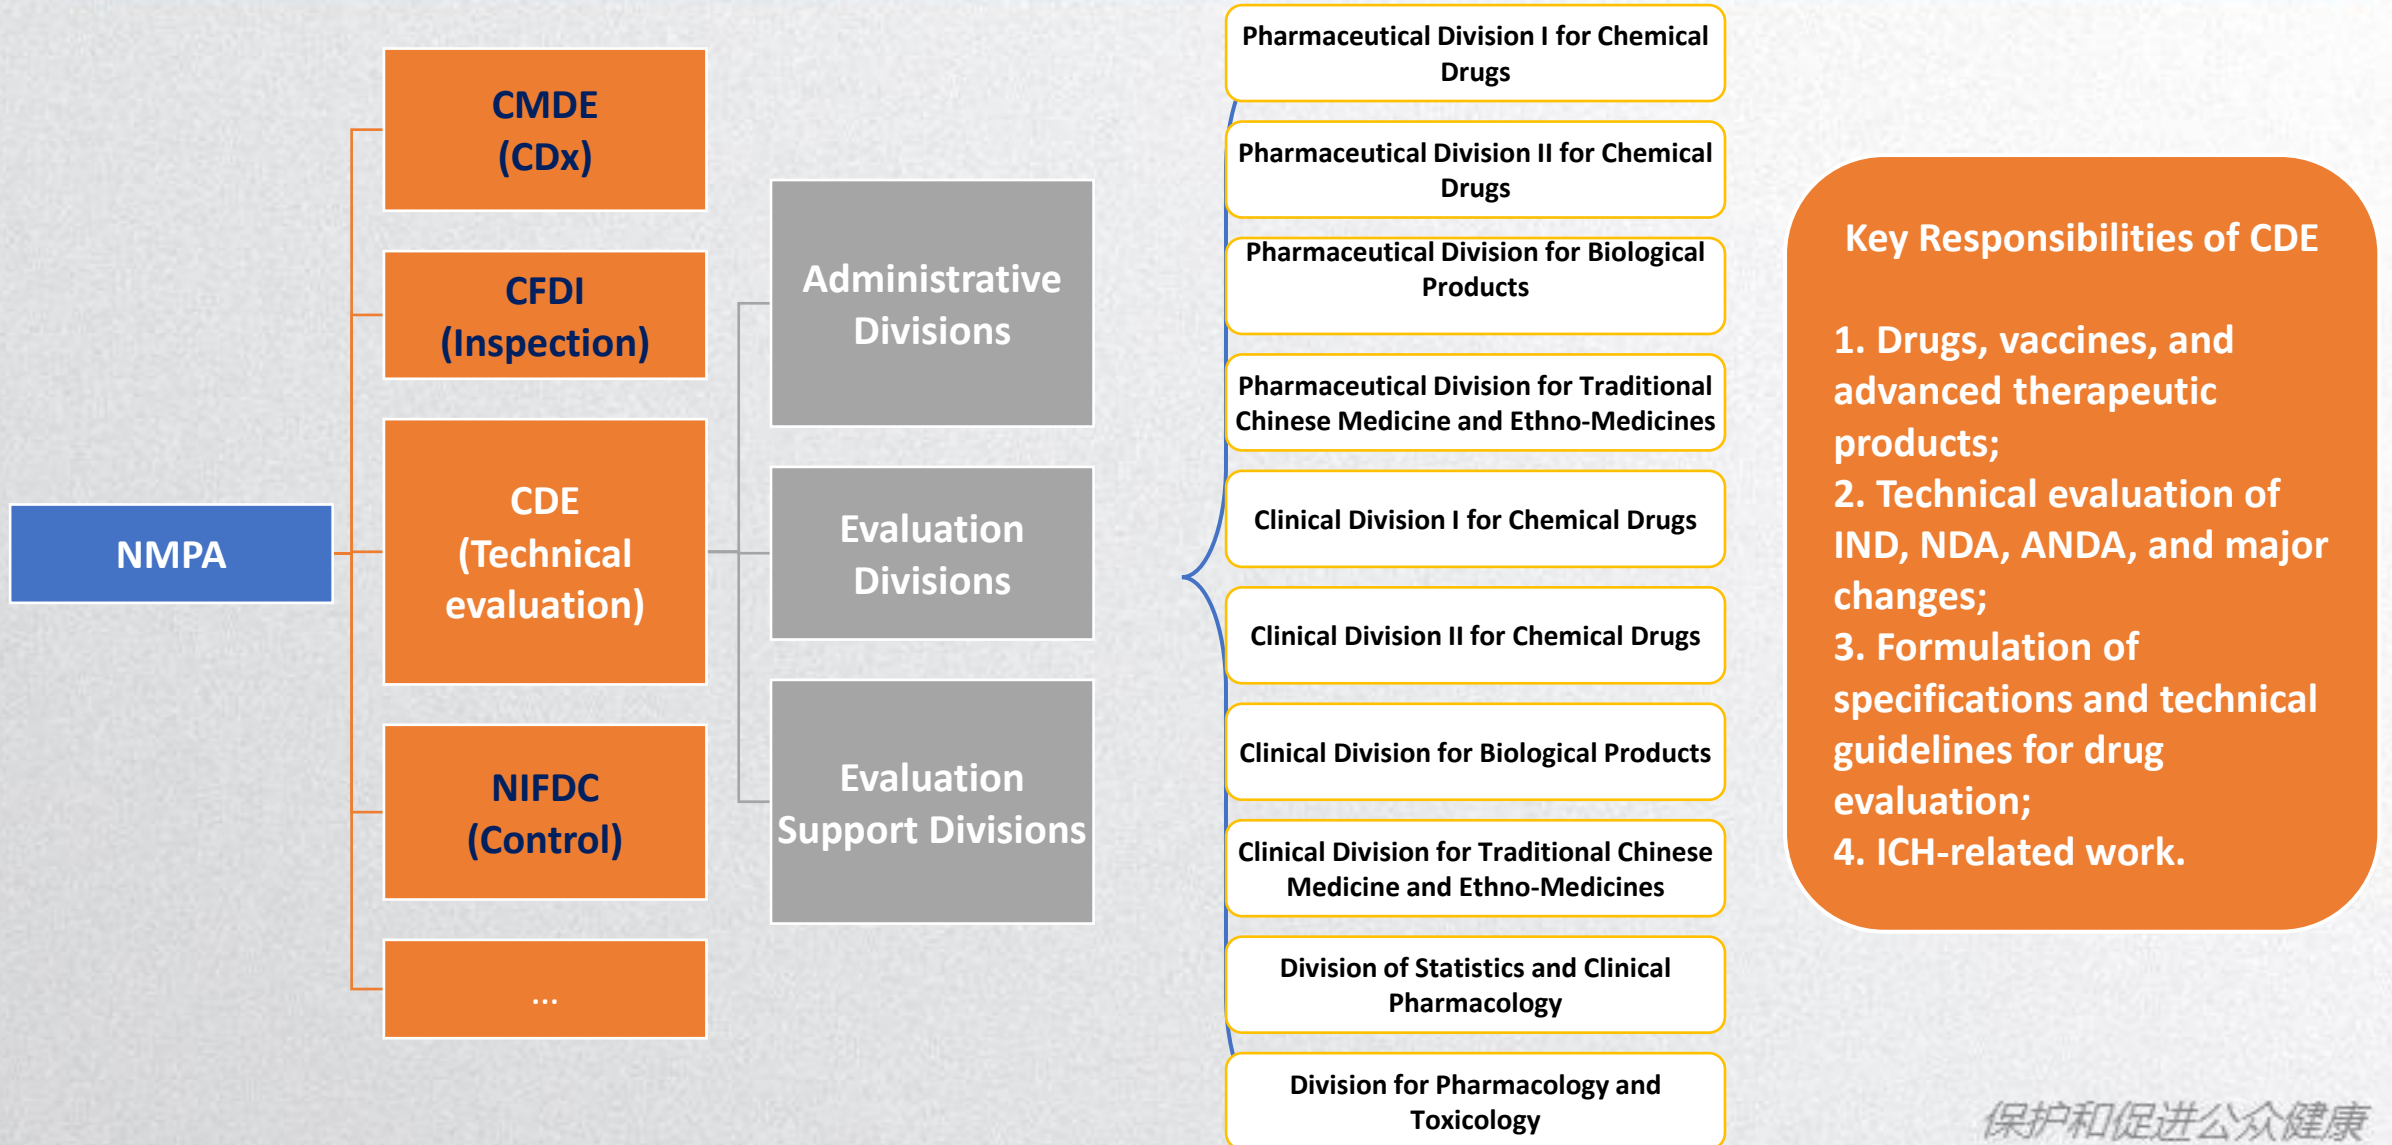 NMPA
CMDE
(CDx)
CFDI
(Inspection)
CDE
(Technical
evaluation)
NIFDC
(Control)
...
Administrative
Divisions
Evaluation
Divisions
Evaluation
Support Divisions
Pharmaceutical Division I for Chemical
Drugs
Pharmaceutical Division II for Chemical
Drugs
Pharmaceutical Division for Biological
Products
Pharmaceutical Division for Traditional
Chinese Medicine and Ethno-Medicines
Clinical Division I for Chemical Drugs
Clinical Division II for Chemical Drugs
Clinical Division for Biological Products
Clinical Division for Traditional Chinese
Medicine and Ethno-Medicines
Division of Statistics and Clinical
Pharmacology
Division for Pharmacology and
Toxicology
Key Responsibilities of CDE
1. Drugs, vaccines, and
advanced therapeutic
products;
2. Technical evaluation of
IND, NDA, ANDA, and major
changes;
3. Formulation of
specifications and technical
guidelines for drug
evaluation;
4. ICH-related work.
保护和促进公众健康